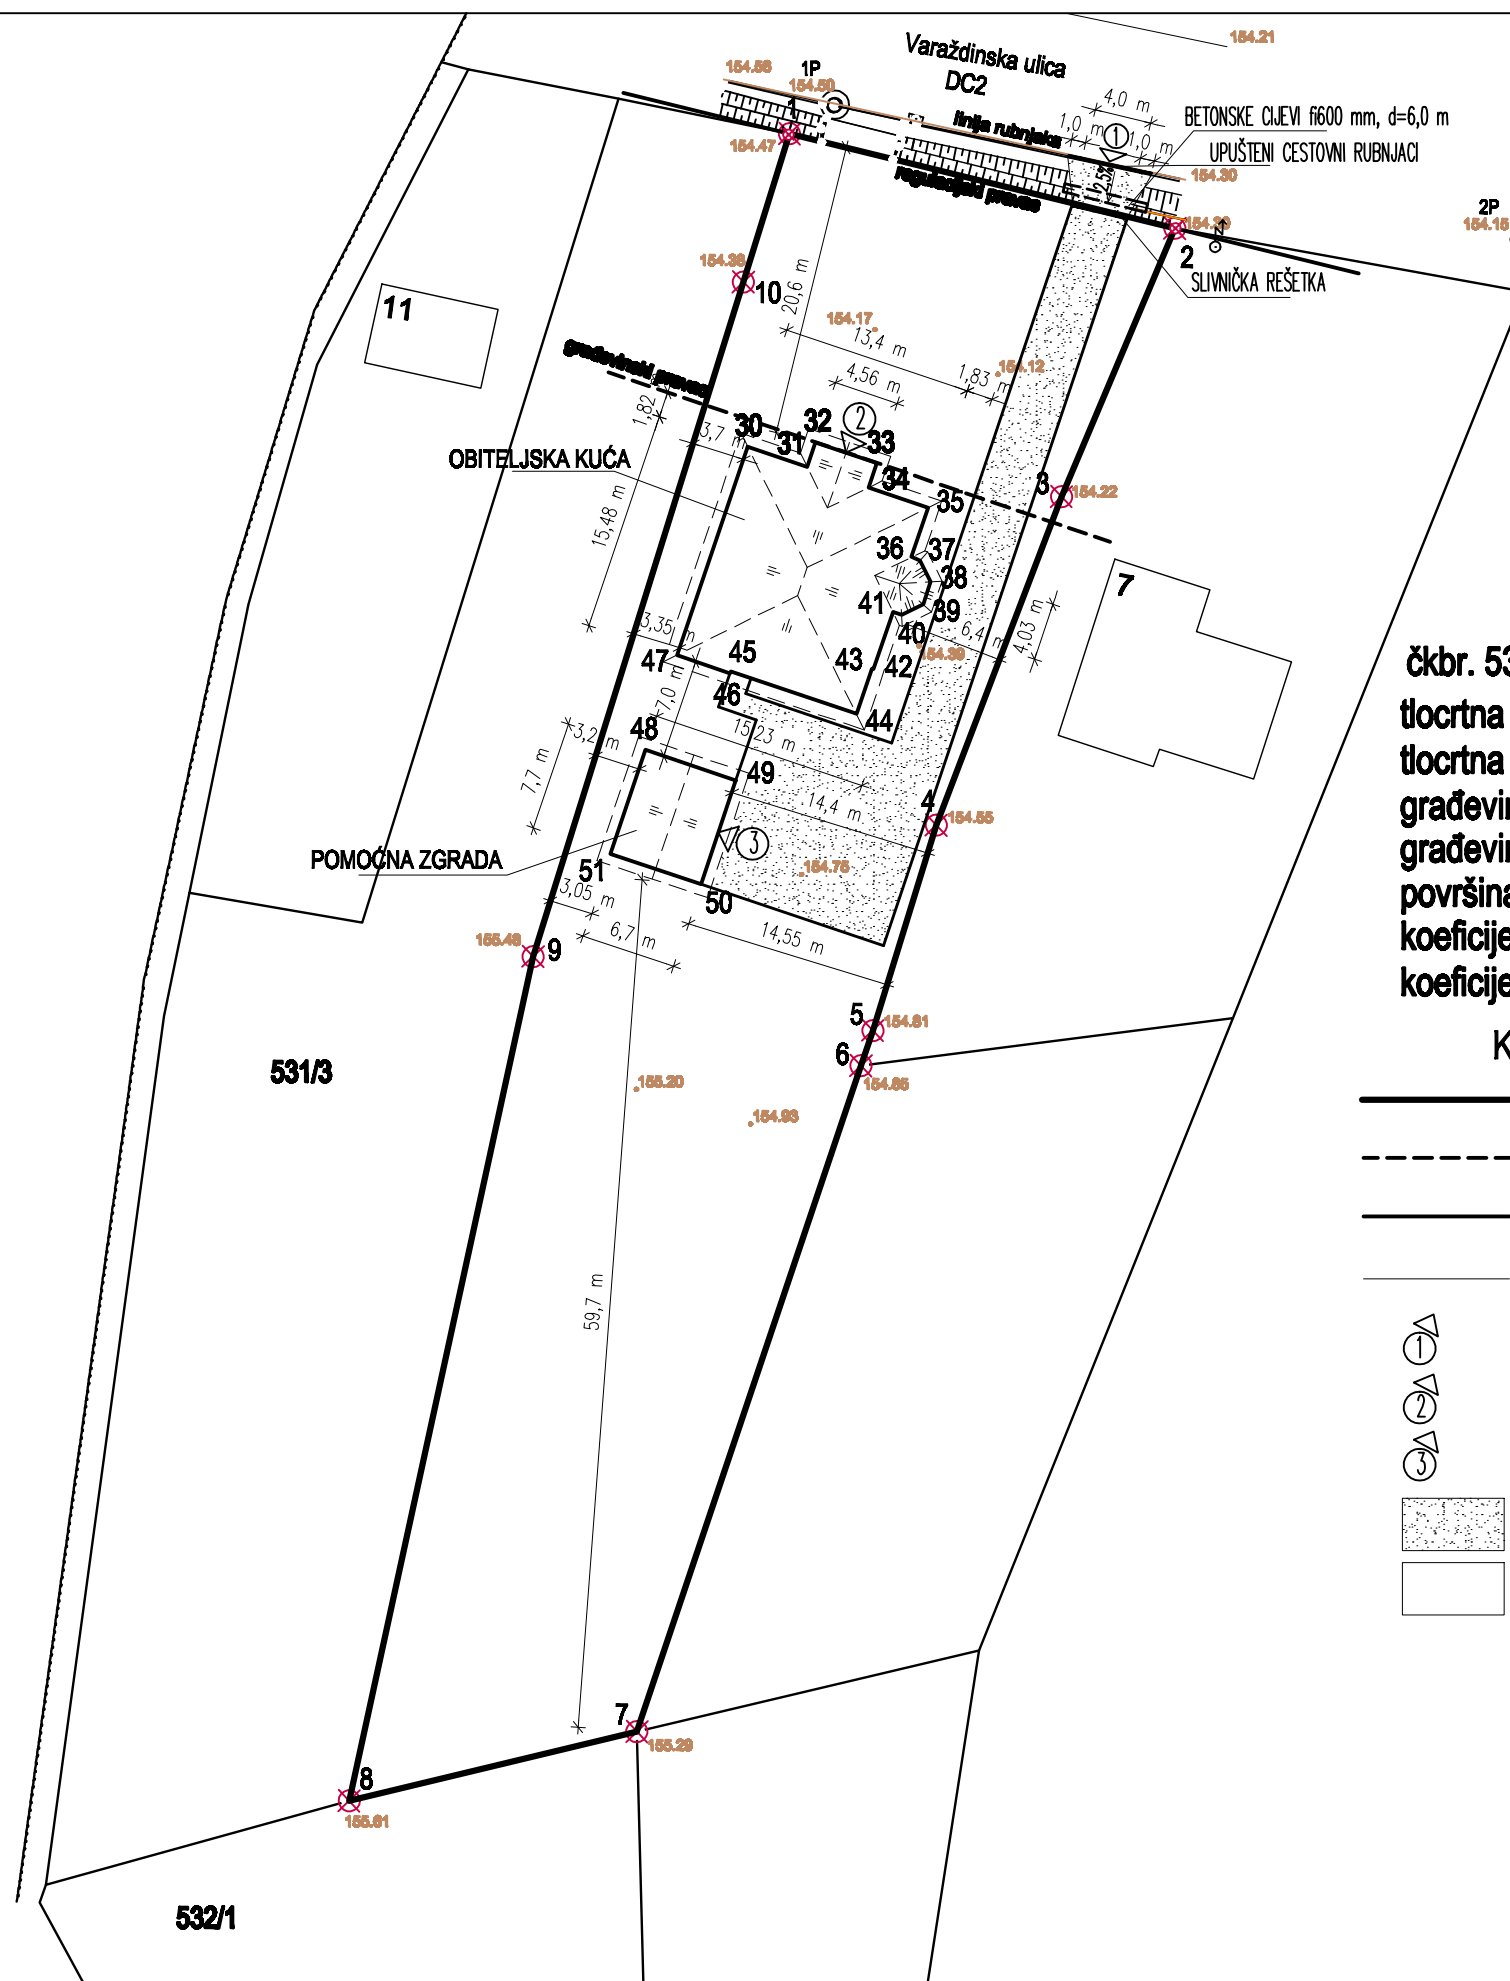 154.21
Varaždinska ulica
DC2
154.56
1P
154.50
4,0 m
BETONSKE CIJEVI fi600 mm, d=6,0 m
1
linija rubnjaka
1,0 m
1
1,0 m
UPUŠTENI CESTOVNI RUBNJACI
154.47
regulacijski pravac
2,5%
154.30
2P
154.15
2
SLIVNIČKA REŠETKA
154.38
10
20,6 m
11
154.17
13,4 m
građevinski pravac
4,56 m
1,83 m
154.12
1,82
30
3,7 m
31
32
2
33
OBITELJSKA KUĆA
34
3
154.22
35
15,48 m
36
37
38
7
41
39
3,35 m
40
6,4 m
4,03 m
47
45
43
42
154.39
čkbr. 53
46
7,0 m
tlocrtna
48
15,23 m
44
3,2 m
tlocrtna
7,7 m
49
14,4 m
4
154.55
građevin
3
POMOĆNA ZGRADA
građevin
51
154.75
3,05 m
50
površina
155.48
9
6,7 m
14,55 m
koeficije
koeficije
5
154.81
K
6
154.85
531/3
155.20
154.93
59,7 m
1
2
3
7
155.29
8
155.61
532/1